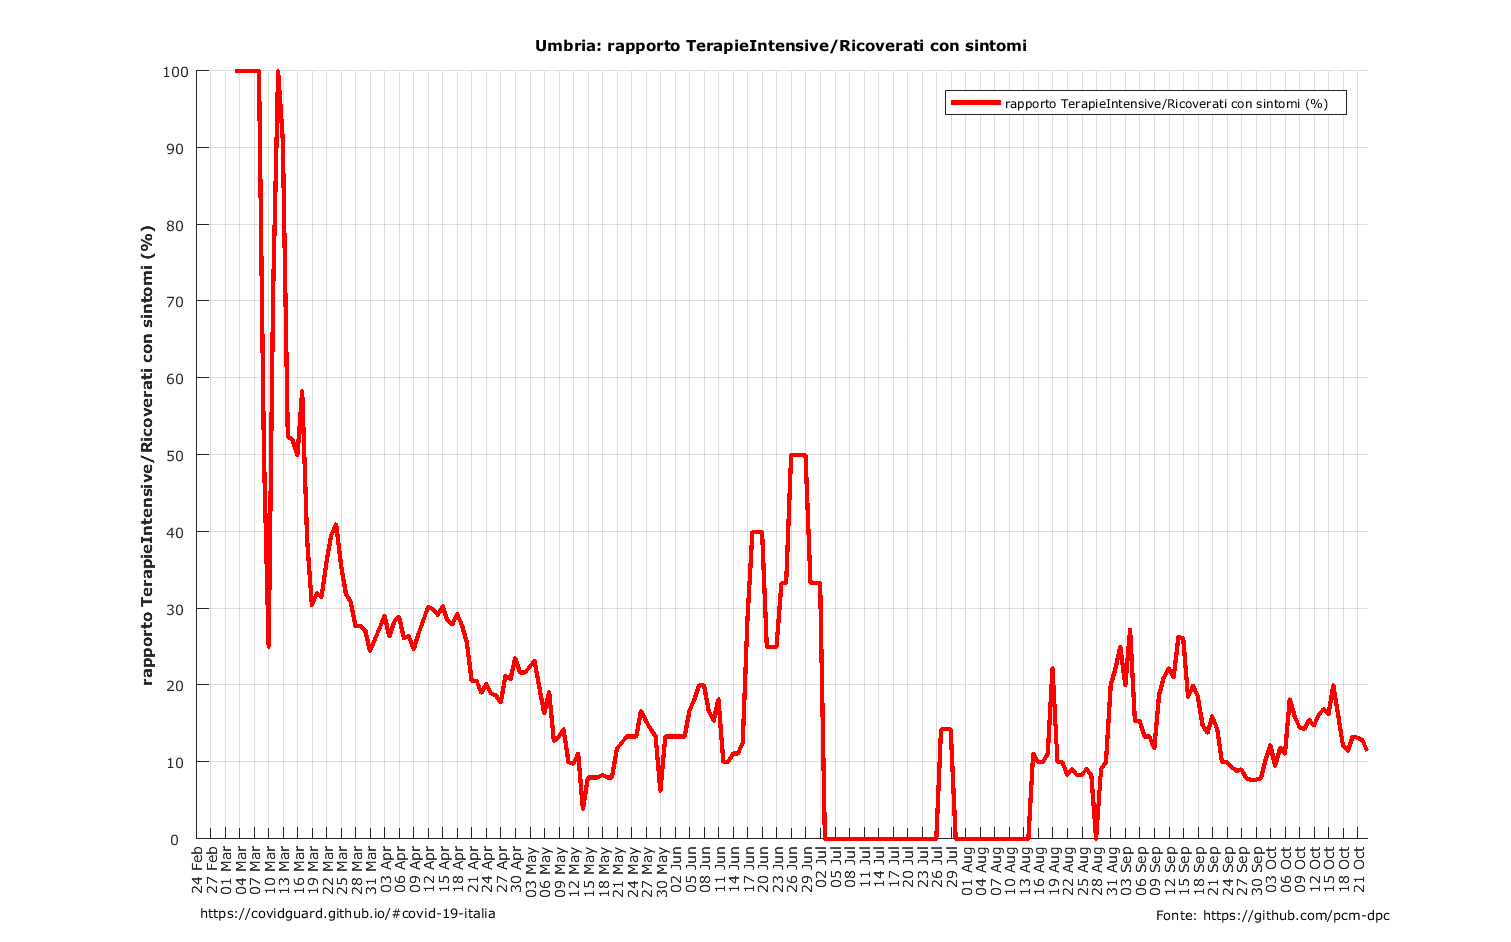 Umbria: rapporto TerapieIntensive/Ricoverati con sintomi
rapporto TerapieIntensive/Ricoverati con sintomi (%)
rapporto TerapieIntensive/Ricoverati con sintomi (%)
100
90
80
70
60
50
40
30
20
10
0
24 Feb
27 Feb
01 Mar
04 Mar
07 Mar
10 Mar
13 Mar
16 Mar
19 Mar
22 Mar
25 Mar
28 Mar
31 Mar
03 Apr
06 Apr
09 Apr
12 Apr
15 Apr
18 Apr
21 Apr
24 Apr
27 Apr
30 Apr
03 May
06 May
09 May
12 May
15 May
18 May
21 May
24 May
27 May
30 May
02 Jun
05 Jun
08 Jun
11 Jun
14 Jun
17 Jun
20 Jun
23 Jun
26 Jun
29 Jun
02 Jul
05 Jul
08 Jul
11 Jul
14 Jul
17 Jul
20 Jul
23 Jul
26 Jul
29 Jul
01 Aug
04 Aug
07 Aug
10 Aug
13 Aug
16 Aug
19 Aug
22 Aug
25 Aug
28 Aug
31 Aug
03 Sep
06 Sep
09 Sep
12 Sep
15 Sep
18 Sep
21 Sep
24 Sep
27 Sep
30 Sep
03 Oct
06 Oct
09 Oct
12 Oct
15 Oct
18 Oct
21 Oct
https://covidguard.github.io/#covid-19-italia
Fonte: https://github.com/pcm-dpc